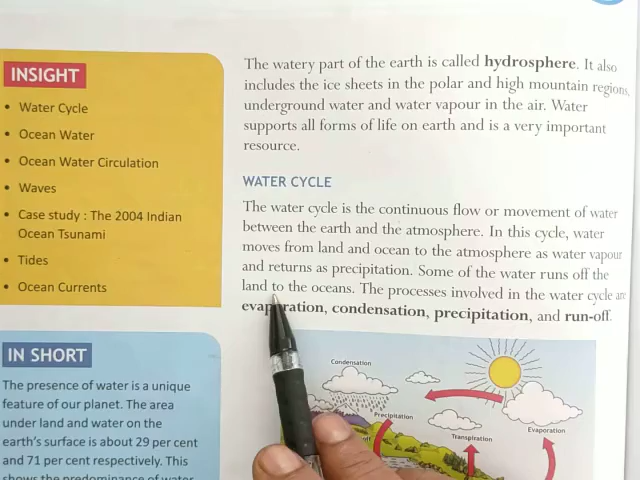 INSIGHT
• Water Cycle
• Ocean Water
• Ocean Water Circulation
• Waves
• Case study : The 2004 Indian
Ocean Tsunami
• Tides
• Ocean Currents
IN SHORT
The presence of water is a unique
feature of our planet. The area
under land and water on the
earth's surface is about 29 per cent
and 71 per cent respectively. This
shows the predominance of water
The watery part of the earth is called hydrosphere. It also
includes the ice sheets in the polar and high mountain regions,
underground water and water vapour in the air. Water
supports all forms of life on earth and is a very important
resource.
WATER CYCLE
The water cycle is the continuous flow or movement of water
between the earth and the atmosphere. In this cycle, water
moves from land and ocean to the atmosphere as water vapour
and returns as precipitation. Some of the water runs off the
land to the oceans. The processes involved in the water cycle are
evaporation, condensation, precipitation, and run-off.
Condensation
Precipitation
Transpiration
Evaporation